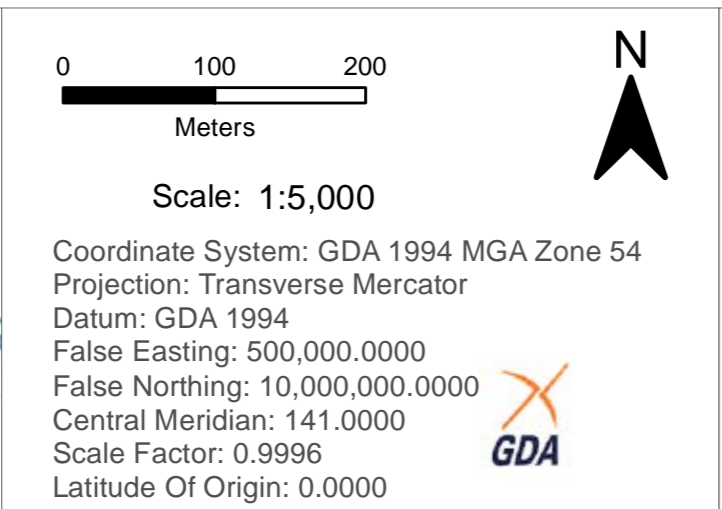 N
0 100 200
Meters
Scale: 1:5,000
Coordinate System: GDA 1994 MGA Zone 54
Projection: Transverse Mercator
Datum: GDA 1994
False Easting: 500,000.0000
False Northing: 10,000,000.0000
Central Meridian: 141.0000
Scale Factor: 0.9996
Latitude Of Origin: 0.0000
GDA